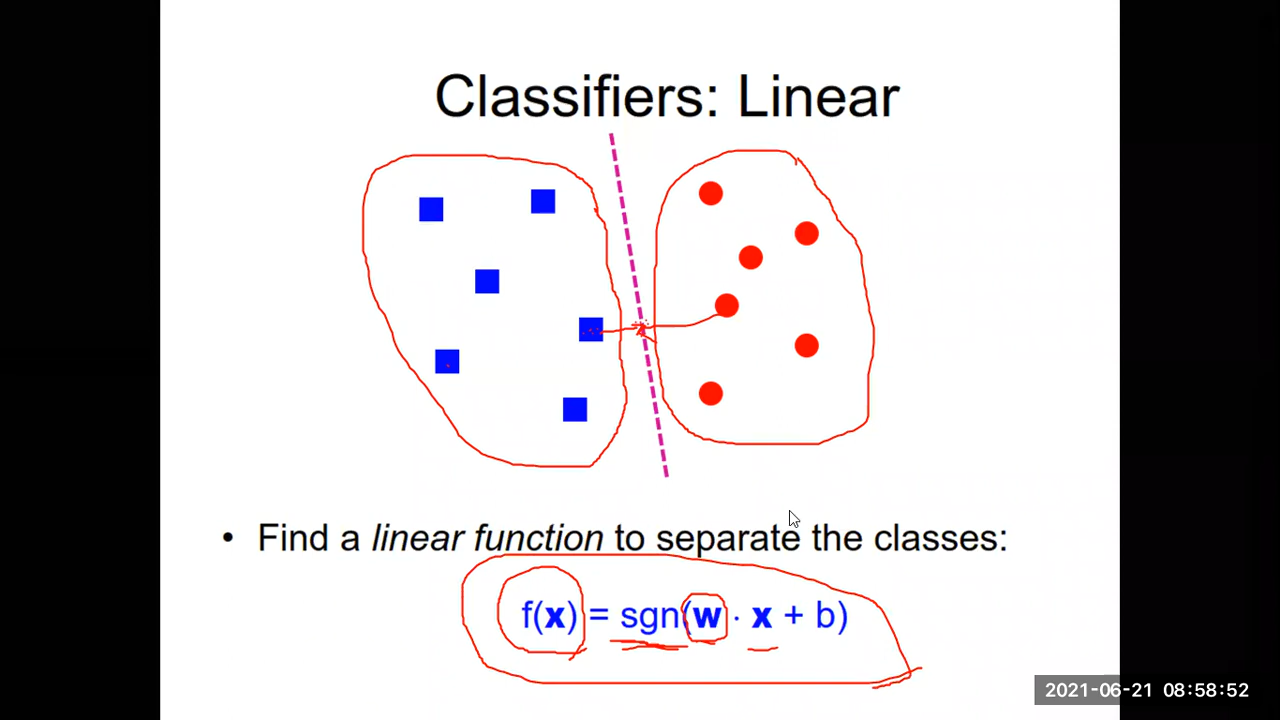 Classifiers: Linear
• Find a linear function to separate the classes:
f(x) = sgn(w · x + b)
2021-06-21 08:58:52